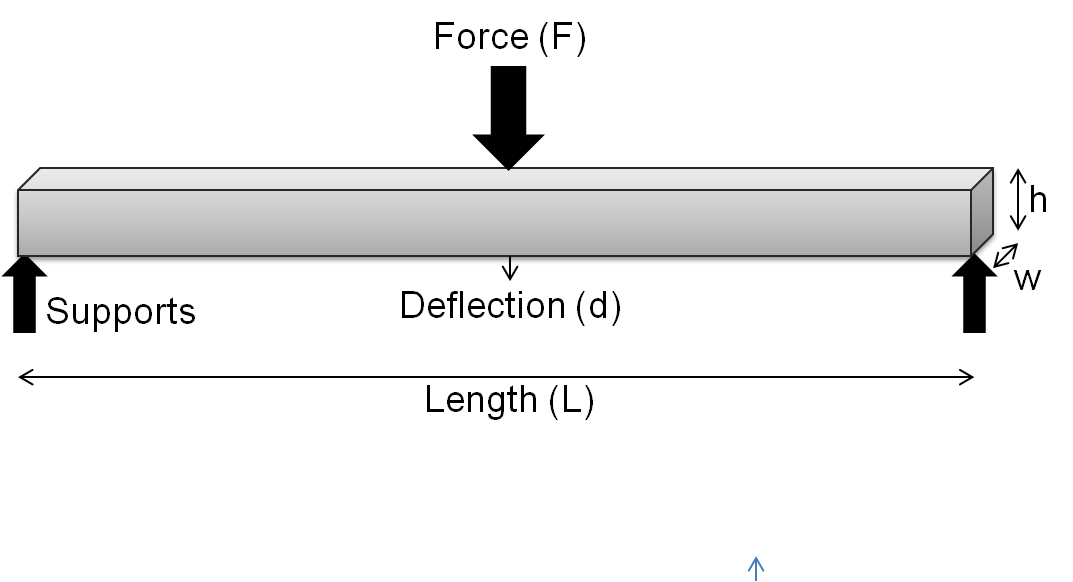 Force (F)
h
w
Supports
Deflection (d)
Length (L)